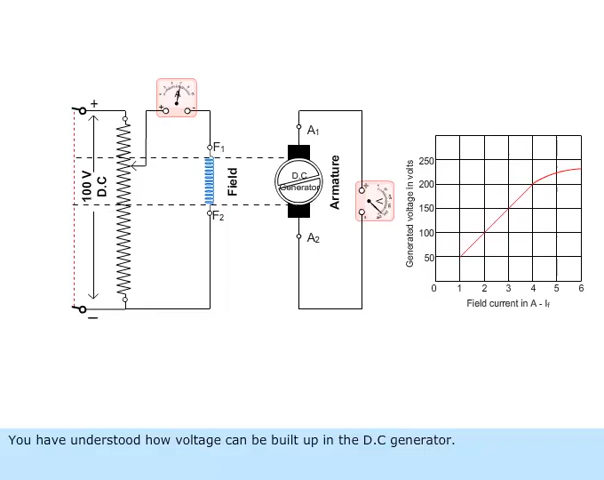 +
A
+ -
F1
F2
100 V
D.C
Field
A1
D.C
Generator
A2
Armature
V
Generated voltage In volts
250
200
150
100
50
0 1 2 3 4 5 6
Field current in A - If
You have understood how voltage can be built up in the D.C generator.